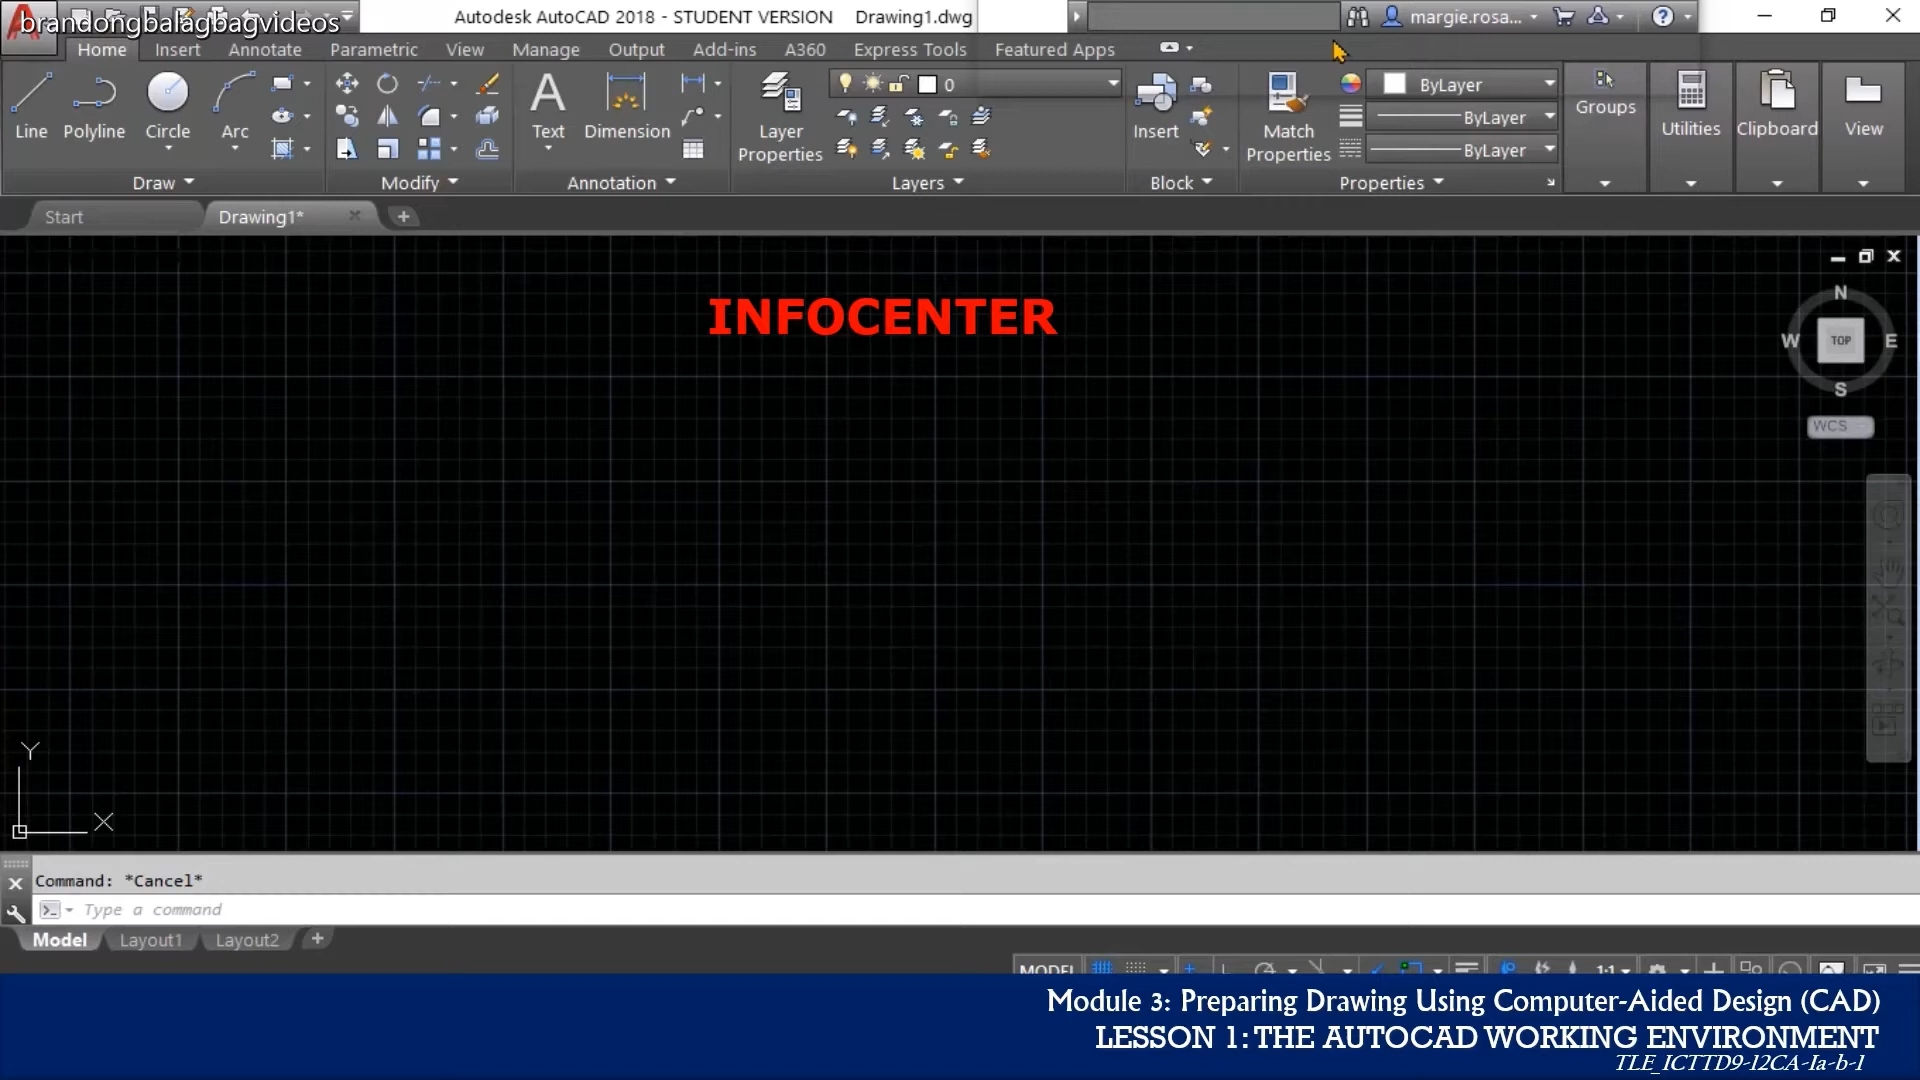 brandongbalagbagvideos
Autodesk AutoCAD 2018 - STUDENT VERSION Drawing1.dwg
margie.rosa...
Home Insert Annotate Parametric View Manage Output Add-ins A360 Express Tools Featured Apps
0
ByLayer
ByLayer
ByLayer
Line Polyline Circle Arc
Text Dimension
Layer Properties
Insert
Match Properties
Groups
Utilities
Clipboard
View
Draw Modify Annotation Layers Block Properties
Start Drawing1*
INFOCENTER
N
W TOP E
S
WCS
Y
X
Command: *Cancel*
Type a command
Model Layout1 Layout2
MODEL 1:1
Module 3: Preparing Drawing Using Computer-Aided Design (CAD)
LESSON 1: THE AUTOCAD WORKING ENVIRONMENT
TLE_ICTTD9-12CA-Ia-b-1